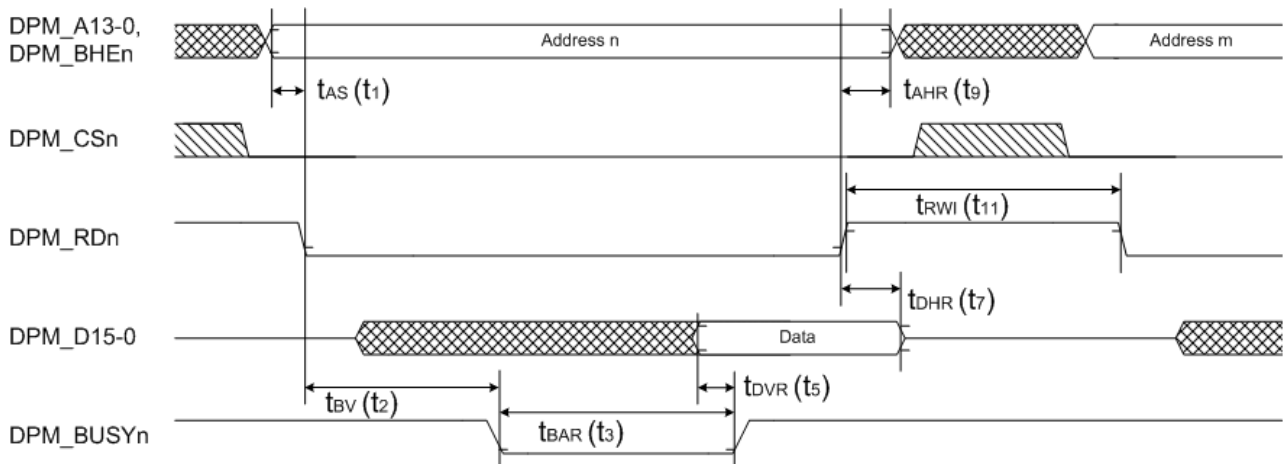 DPM_A13-0,
DPM_BHEn
Address n
Address m
tAS (t1)
tAHR (t9)
DPM_CSn
tRWI (t11)
DPM_RDn
tDHR (t7)
DPM_D15-0
Data
tBV (t2)
tDVR (t5)
tBAR (t3)
DPM_BUSYn